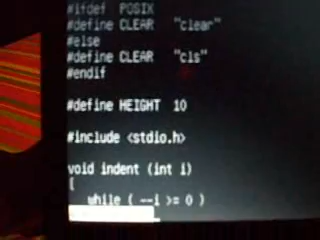 #ifdef POSIX
#define CLEAR "clear"
#else
#define CLEAR "cls"
#endif
#define HEIGHT 10
#include <stdio.h>
void indent (int i)
{
while ( --i >= 0 )